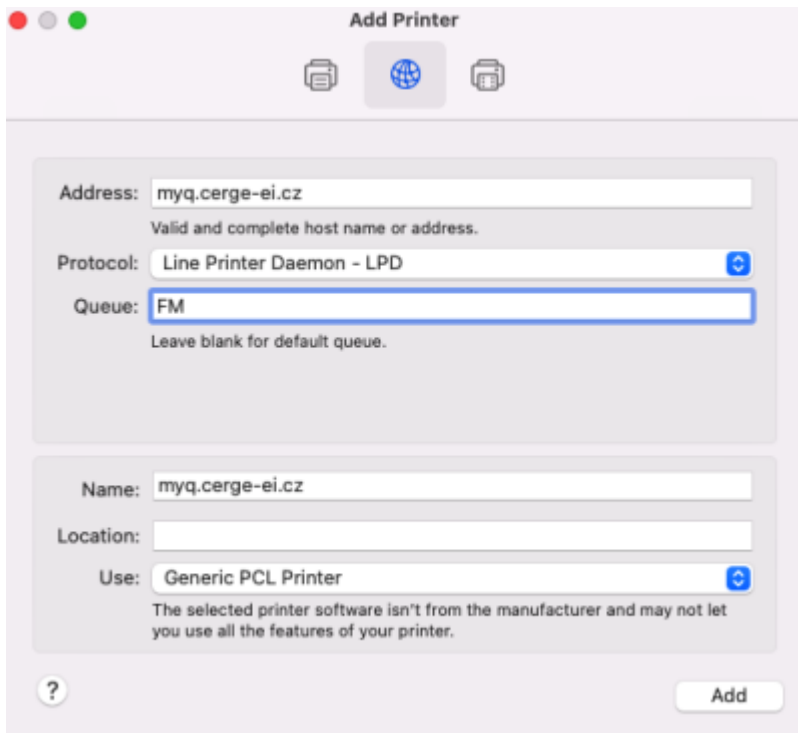 Add Printer
Address: myq.cerge-ei.cz
Valid and complete host name or address.
Protocol: Line Printer Daemon - LPD
Queue: FM
Leave blank for default queue.
Name: myq.cerge-ei.cz
Location:
Use: Generic PCL Printer
The selected printer software isn't from the manufacturer and may not let
you use all the features of your printer.
? Add